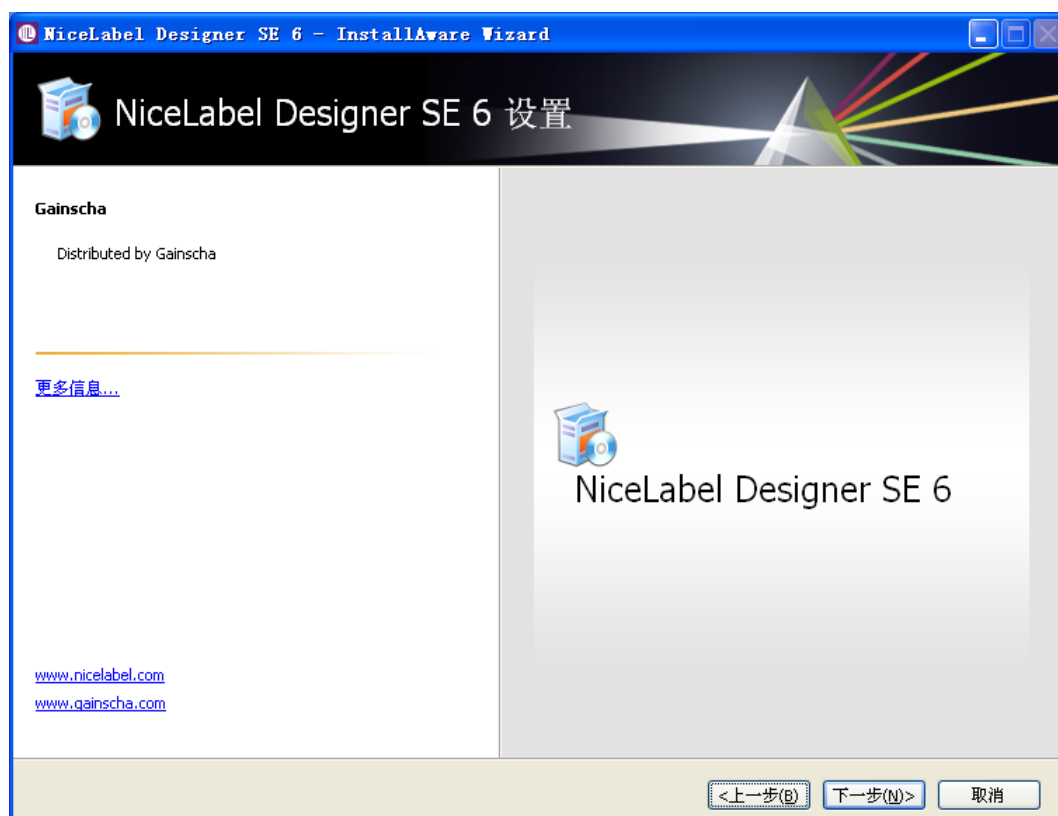 NiceLabel Designer SE 6 - InstallAware Wizard
NiceLabel Designer SE 6 设置
Gainscha
Distributed by Gainscha
更多信息...
NiceLabel Designer SE 6
www.nicelabel.com
www.gainscha.com
<上一步(B)
下一步(N)>
取消